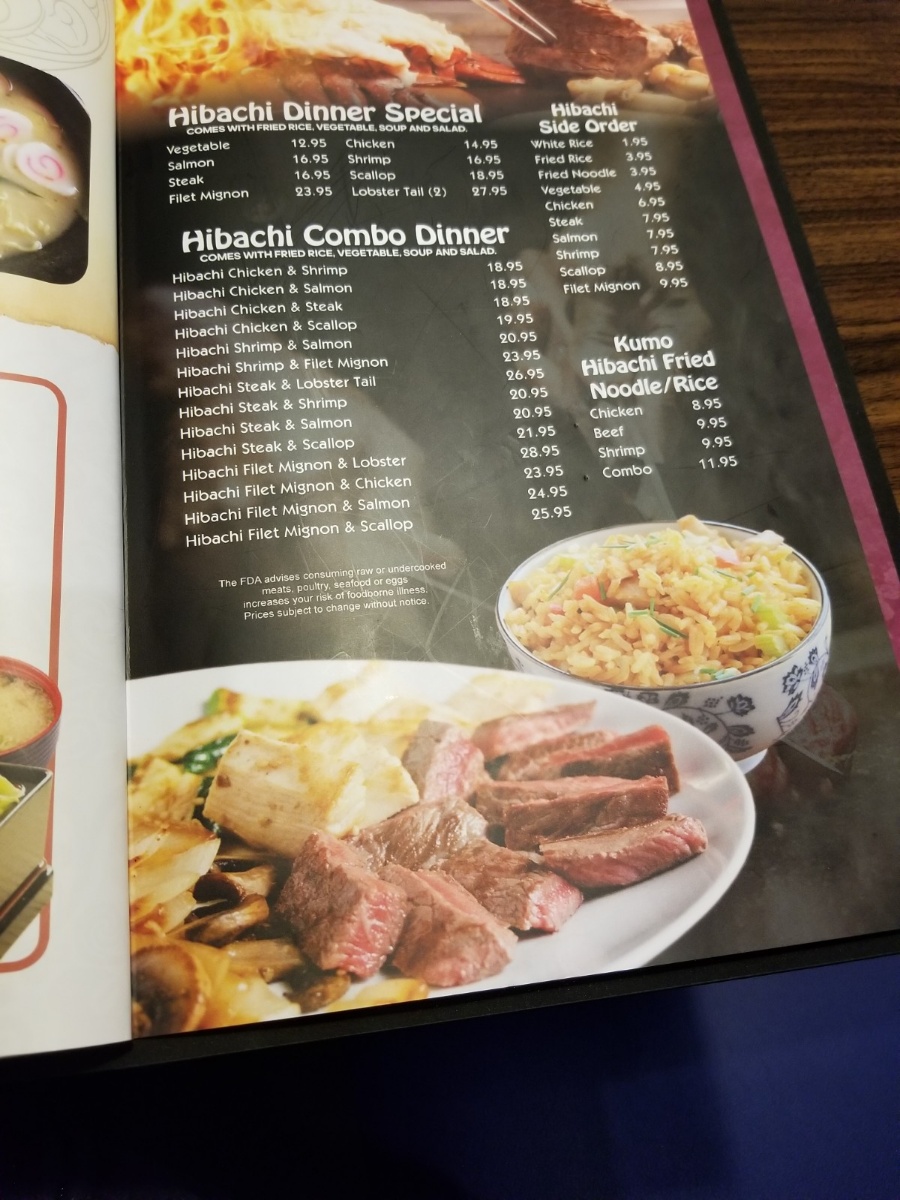 Hibachi Dinner Special
COMES WITH FRIED RICE, VEGETABLE, SOUP AND SALAD.
Vegetable 12.95 Chicken 14.95
Salmon 16.95 Shrimp 16.95
Steak 16.95 Scallop 18.95
Filet Mignon 23.95 Lobster Tail (2) 27.95
Hibachi Combo Dinner
COMES WITH FRIED RICE, VEGETABLE, SOUP AND SALAD.
Hibachi Chicken & Shrimp 18.95
Hibachi Chicken & Salmon 18.95
Hibachi Chicken & Steak 18.95
Hibachi Chicken & Scallop 19.95
Hibachi Shrimp & Salmon 20.95
Hibachi Shrimp & Filet Mignon 23.95
Hibachi Steak & Lobster Tail 26.95
Hibachi Steak & Shrimp 20.95
Hibachi Steak & Salmon 20.95
Hibachi Steak & Scallop 21.95
Hibachi Filet Mignon & Lobster 28.95
Hibachi Filet Mignon & Chicken 23.95
Hibachi Filet Mignon & Salmon 24.95
Hibachi Filet Mignon & Scallop 25.95
The FDA advises consuming raw or undercooked
meats, poultry, seafood or eggs
increases your risk of foodborne illness.
Prices subject to change without notice.
Hibachi
Side Order
White Rice 1.95
Fried Rice 3.95
Fried Noodle 3.95
Vegetable 4.95
Chicken 6.95
Steak 7.95
Salmon 7.95
Shrimp 7.95
Scallop 8.95
Filet Mignon 9.95
Kumo
Hibachi Fried
Noodle/Rice
Chicken 8.95
Beef 9.95
Shrimp 9.95
Combo 11.95